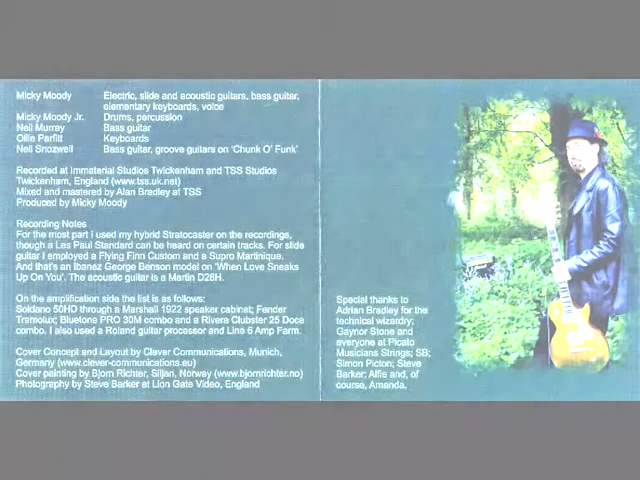 Micky Moody Electric, slide and acoustic guitars, bass guitar,
elementary keyboards, voice
Micky Moody Jr. Drums, percussion
Neil Murray Bass guitar
Ollie Parfitt Keyboards
Neil Snozwell Bass guitar, groove guitars on 'Chunk O' Funk'
Recorded at Immaterial Studios Twickenham and TSS Studios
Twickenham, England (www.tss.uk.net)
Mixed and mastered by Alan Bradley at TSS
Produced by Micky Moody
Recording Notes
For the most part I used my hybrid Stratocaster on the recordings,
though a Les Paul Standard can be heard on certain tracks. For slide
guitar I employed a Flying Finn Custom and a Supro Martinique.
And that's an Ibanez George Benson model on 'When Love Sneaks
Up On You'. The acoustic guitar is a Martin D28H.
On the amplification side the list is as follows:
Soldano 50HD through a Marshall 1922 speaker cabinet; Fender
Tremolux; Bluetone PRO 30M combo and a Rivera Clubster 25 Doce
combo. I also used a Roland guitar processor and Line 6 Amp Farm.
Cover Concept and Layout by Clever Communications, Munich,
Germany (www.clever-communications.eu)
Cover painting by Bjorn Richter, Siljan, Norway (www.bjornrichter.no)
Photography by Steve Barker at Lion Gate Video, England
Special thanks to
Adrian Bradley for the
technical wizardry;
Gaynor Stone and
everyone at Picato
Musicians Strings; SB;
Simon Picton; Steve
Barker; Alfie and, of
course, Amanda.